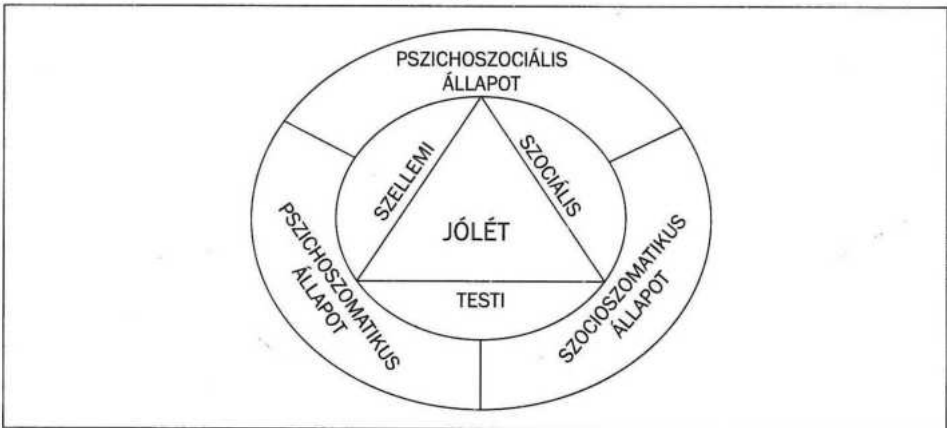 PSZICHOSZOCIÁLIS
ÁLLAPOT
SZELLEMI
SZOCIÁLIS
JÓLÉT
TESTI
PSZICHOSZOMATIKUS
ÁLLAPOT
SZOCIOSZOMATIKUS
ÁLLAPOT